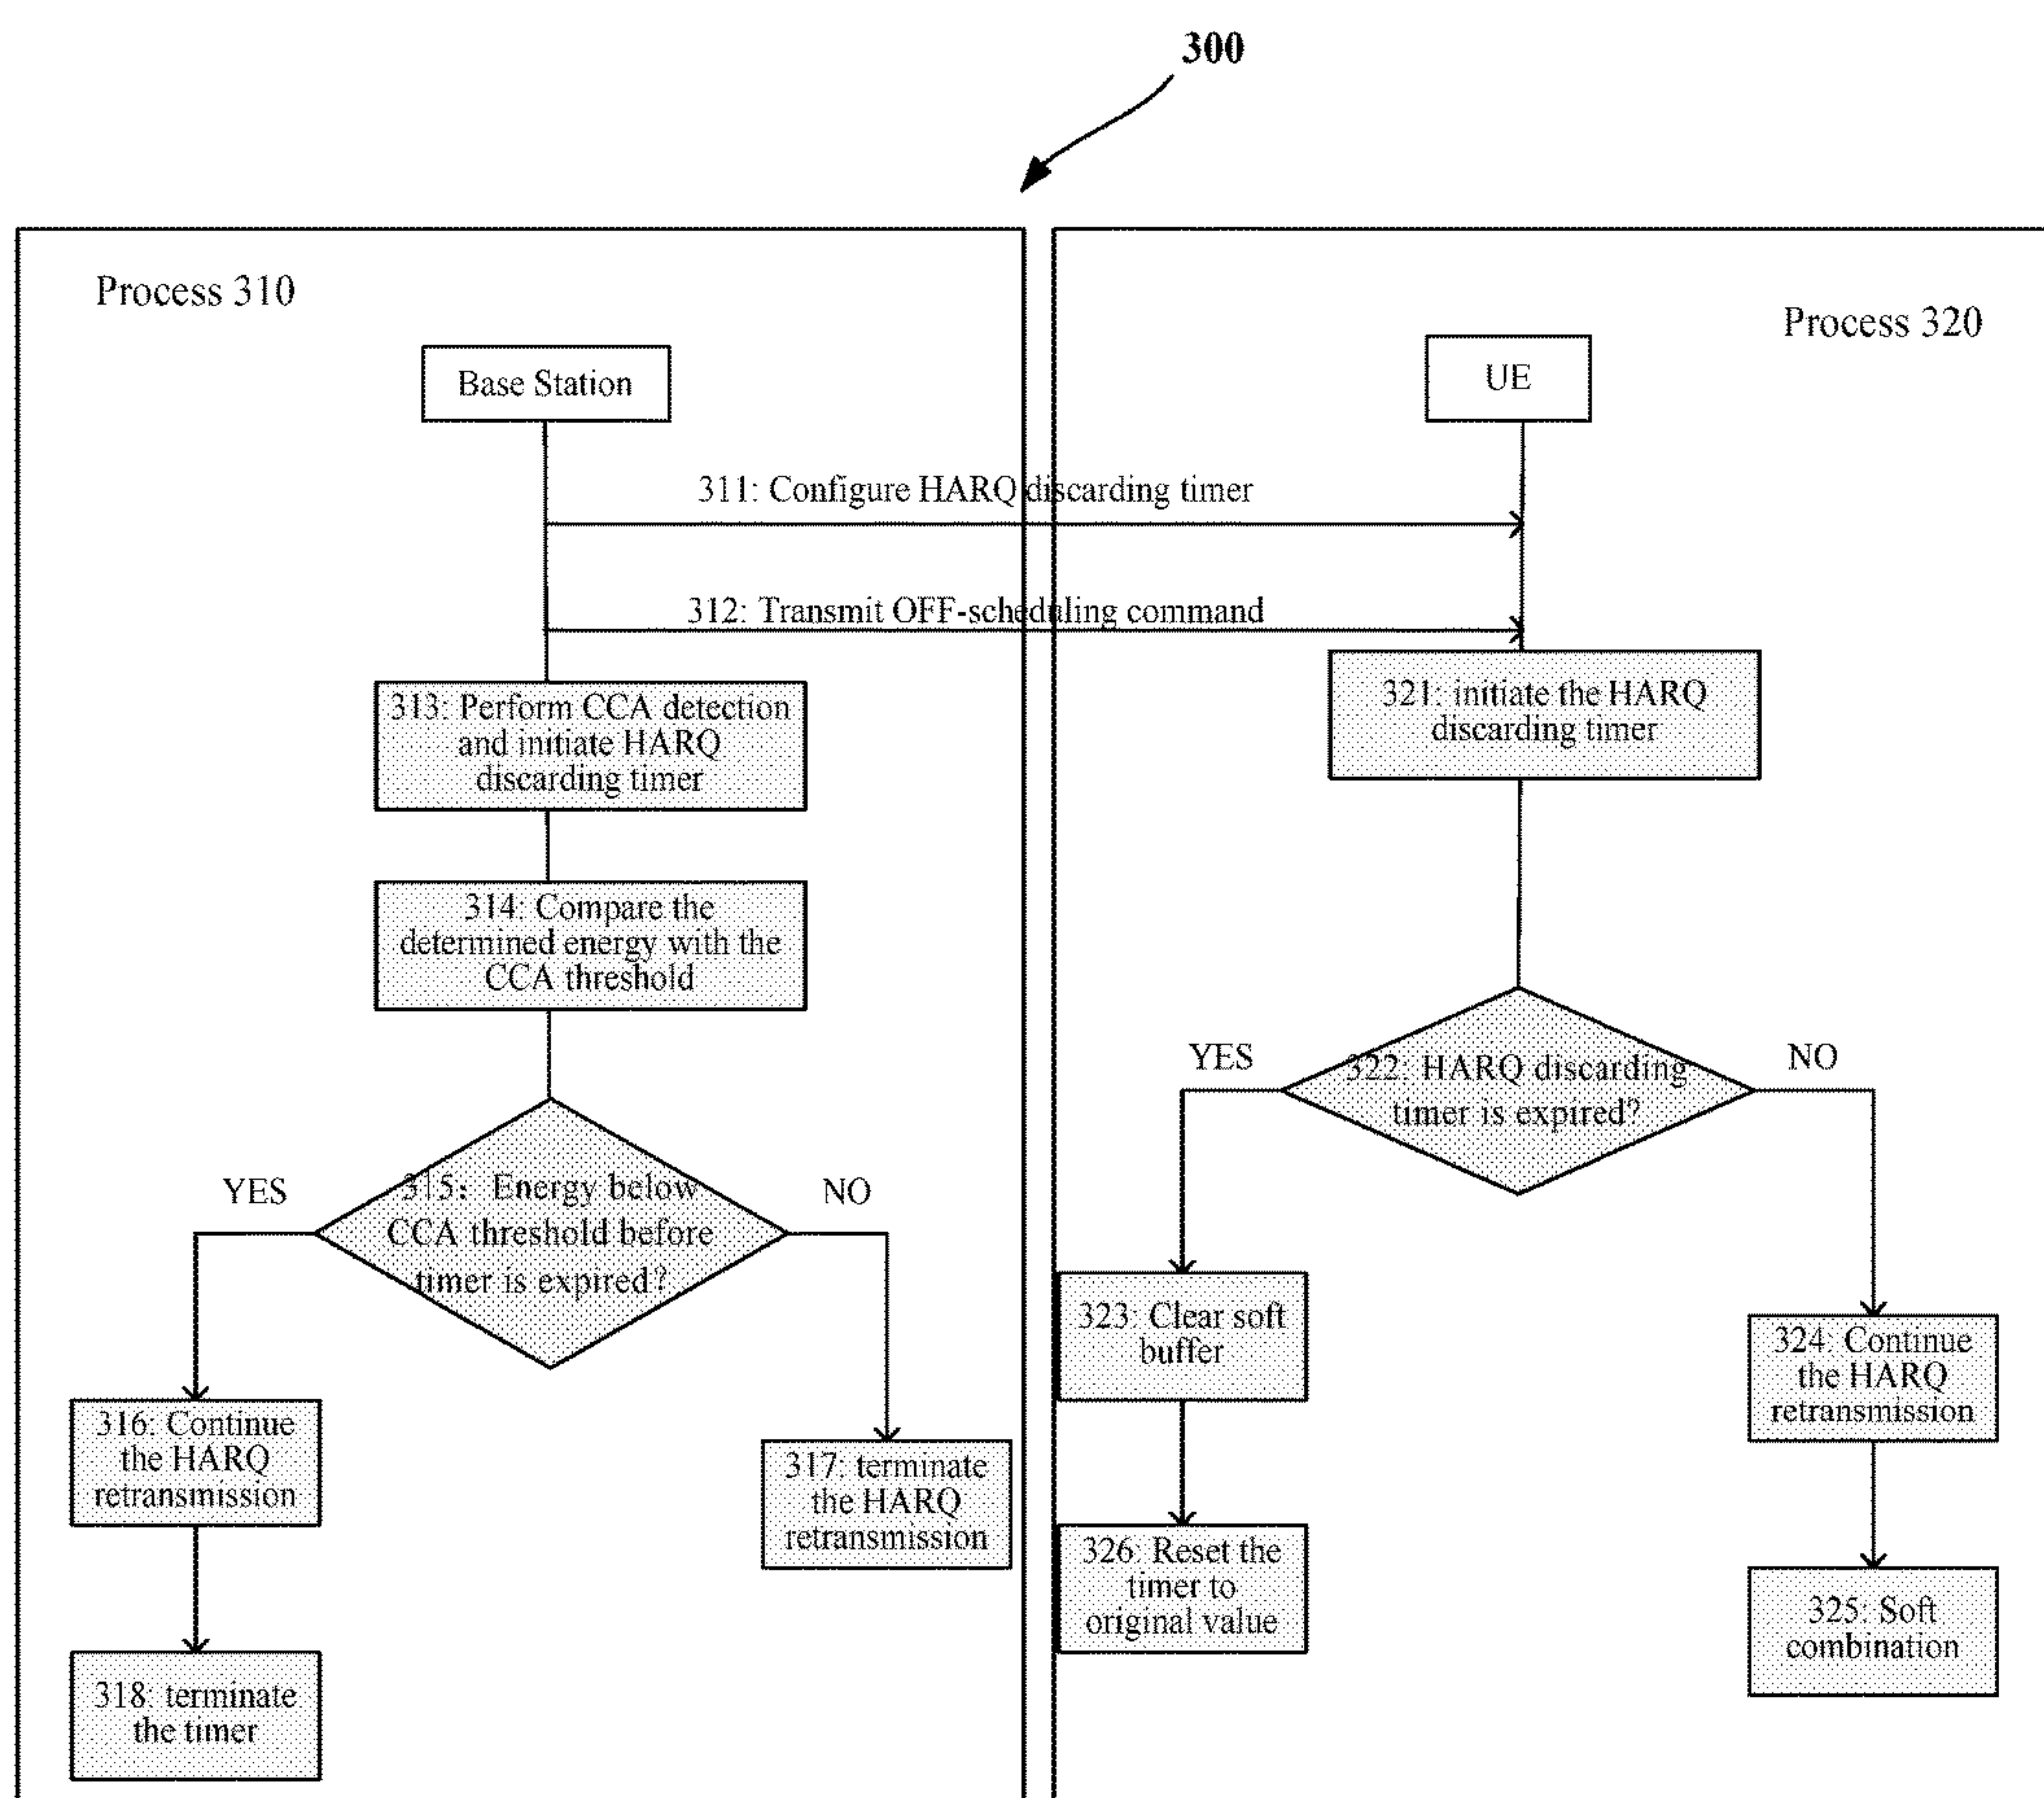 300
Process 310
Process 320
Base Station
UE
311: Configure HARQ discarding timer
312: Transmit OFF-scheduling command
313: Perform CCA detection
and initiate HARQ
discarding timer
321: initiate the HARQ
discarding timer
314: Compare the
determined energy with the
CCA threshold
YES
322: HARQ discarding
timer is expired?
NO
YES
315: Energy below
CCA threshold before
timer is expired?
NO
323: Clear soft
buffer
324: Continue
the HARQ
retransmission
316: Continue
the HARQ
retransmission
317: terminate
the HARQ
retransmission
326: Reset the
timer to
original value
325: Soft
combination
318: terminate
the timer